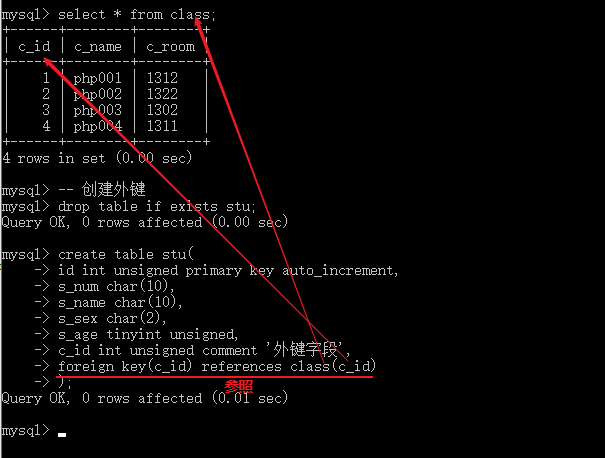 mysql> select * from class;
+------+--------+--------+
| c_id | c_name | c_room |
+------+--------+--------+
|    1 | php001 | 1312   |
|    2 | php002 | 1322   |
|    3 | php003 | 1302   |
|    4 | php004 | 1311   |
+------+--------+--------+
4 rows in set (0.00 sec)
mysql> -- 创建外键
mysql> drop table if exists stu;
Query OK, 0 rows affected (0.00 sec)
mysql> create table stu(
    -> id int unsigned primary key auto_increment,
    -> s_num char(10),
    -> s_name char(10),
    -> s_sex char(2),
    -> s_age tinyint unsigned,
    -> c_id int unsigned comment '外键字段',
    -> foreign key(c_id) references class(c_id)
    -> );
参照
Query OK, 0 rows affected (0.01 sec)
mysql>